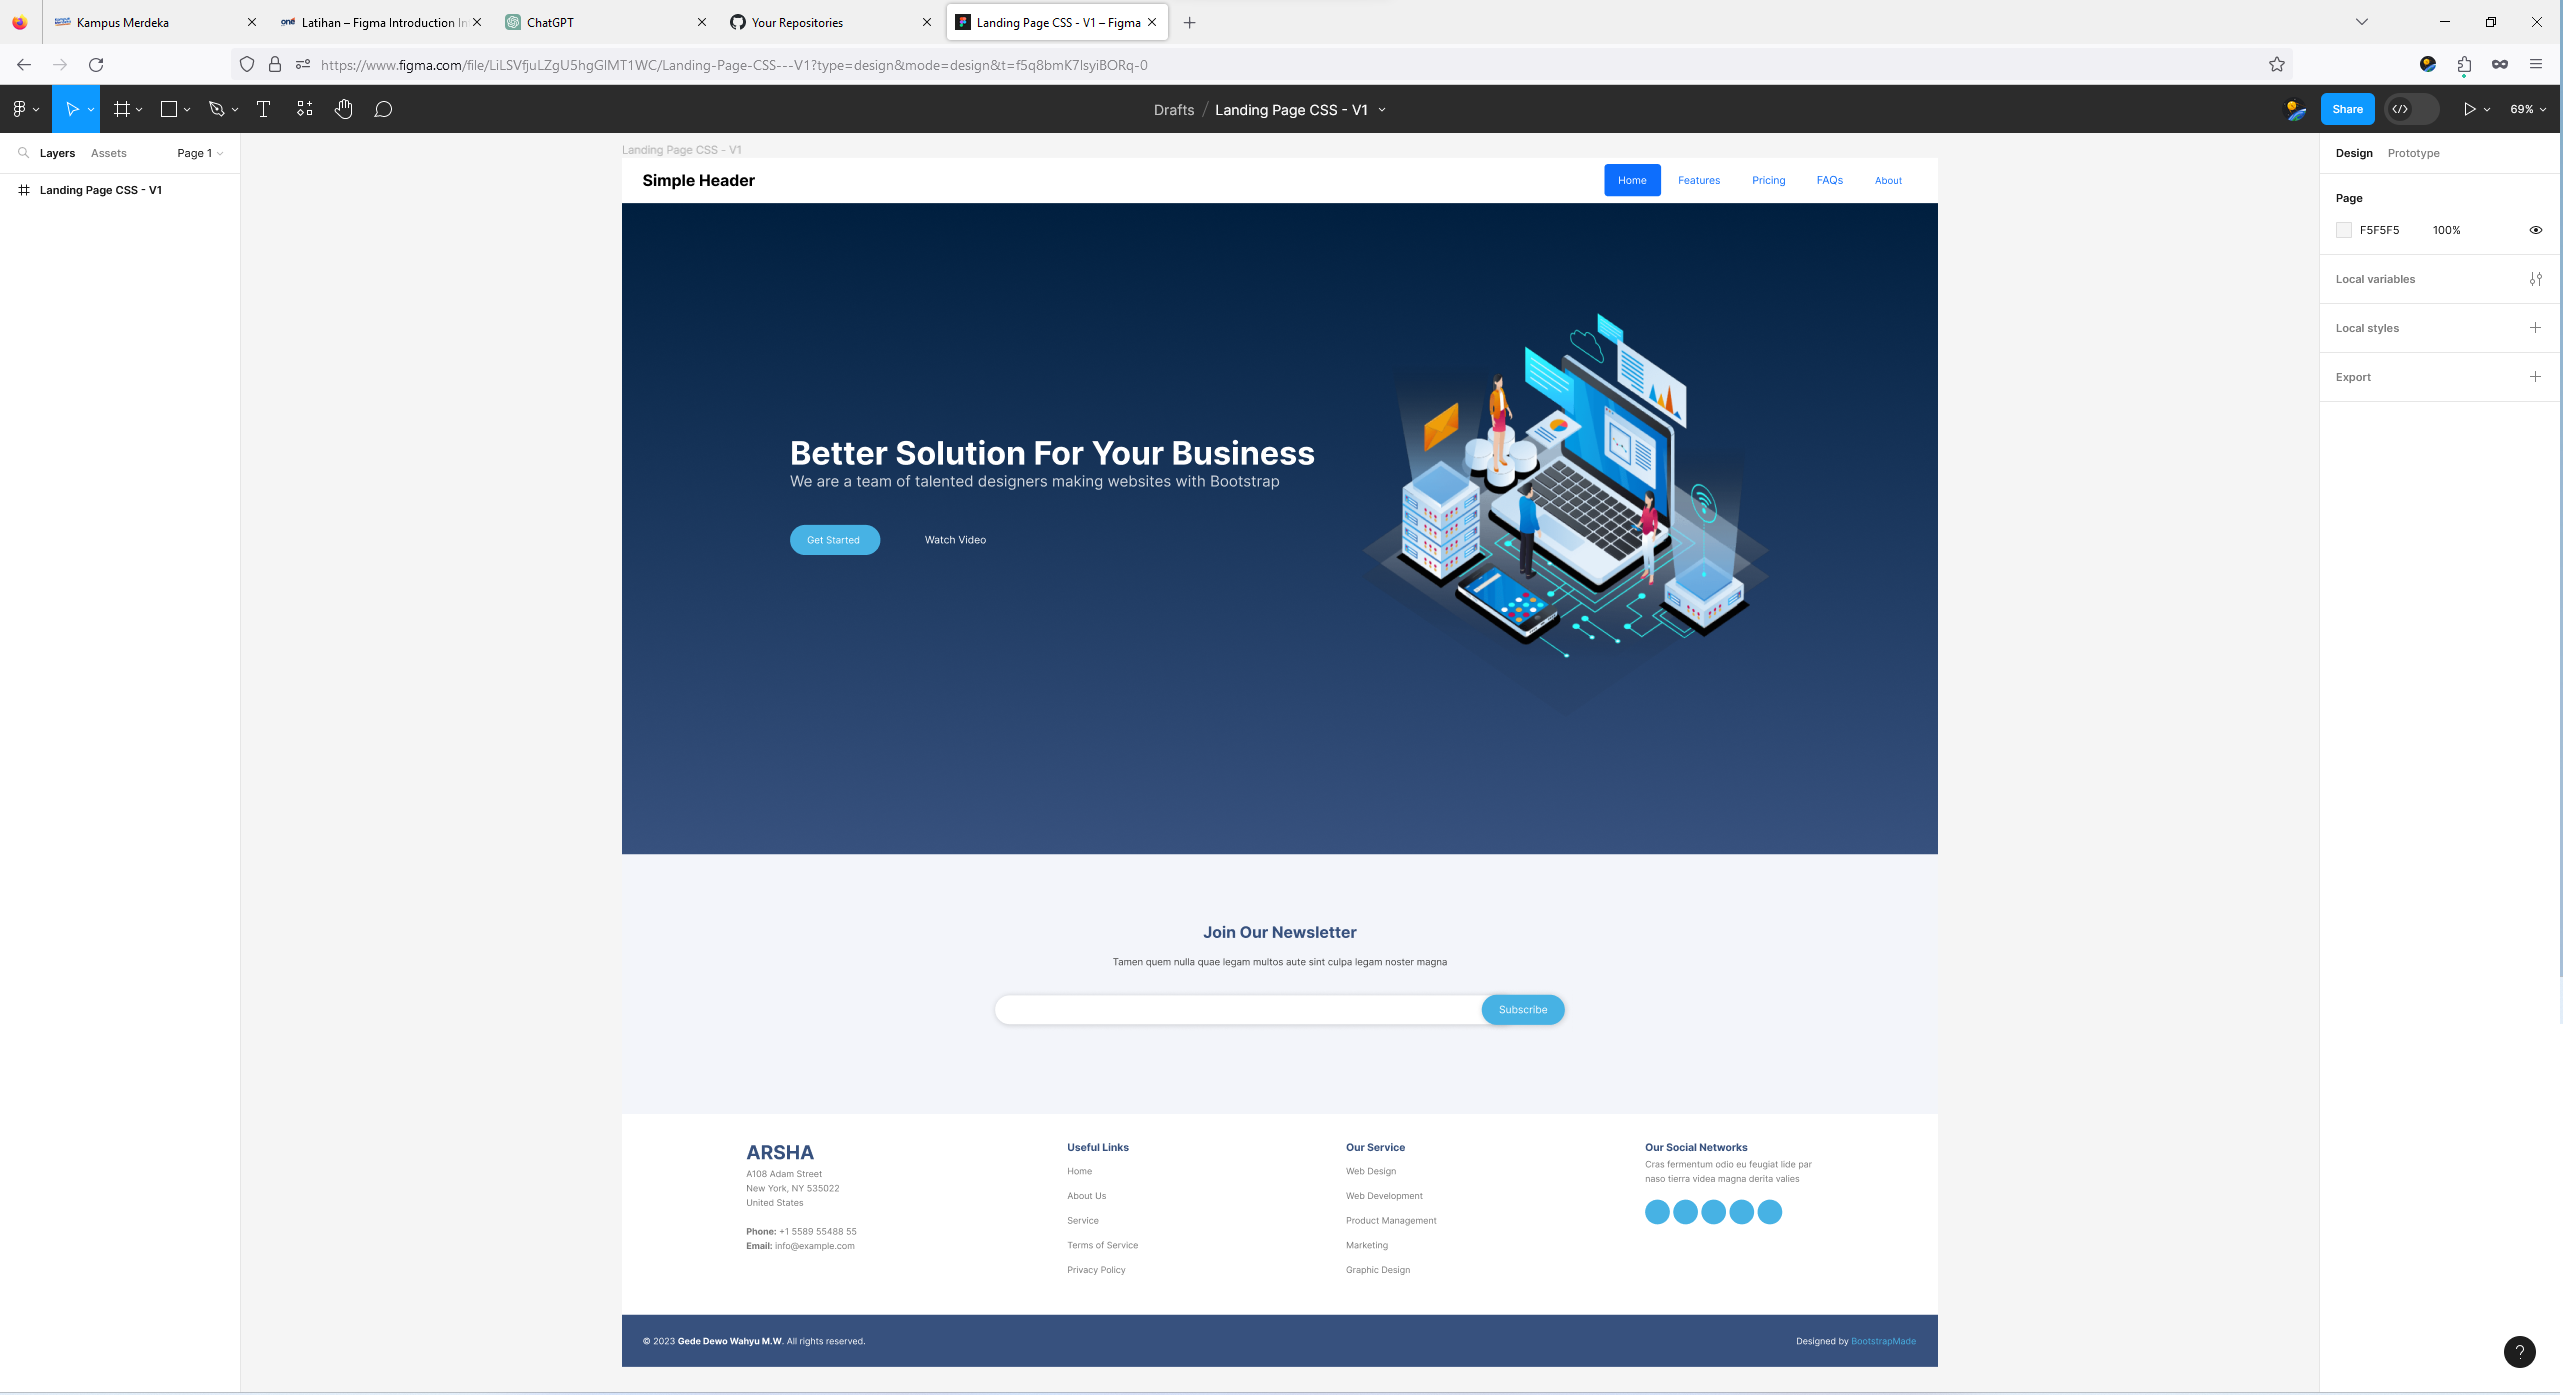 Kampus Merdeka
Latihan – Figma Introduction In
ChatGPT
Your Repositories
Landing Page CSS - V1 – Figma
https://www.figma.com/file/LiLSVfjuLZgU5hgGlMT1WC/Landing-Page-CSS---V1?type=design&mode=design&t=f5q8bmK7lsyiBORq-0
Drafts / Landing Page CSS - V1
Share
69%
Layers Assets Page 1
Landing Page CSS - V1
Design Prototype
Page
F5F5F5 100%
Local variables
Local styles
Export
Landing Page CSS - V1
Simple Header
Home Features Pricing FAQs About
Better Solution For Your Business
We are a team of talented designers making websites with Bootstrap
Get Started Watch Video
Join Our Newsletter
Tamen quem nulla quae legam multos aute sint culpa legam noster magna
Subscribe
ARSHA
A108 Adam Street
New York, NY 535022
United States
Phone: +1 5589 55488 55
Email: info@example.com
Useful Links
Home
About Us
Service
Terms of Service
Privacy Policy
Our Service
Web Design
Web Development
Product Management
Marketing
Graphic Design
Our Social Networks
Cras fermentum odio eu feugiat lide par
naso tierra videa magna derita valies
© 2023 Gede Dewo Wahyu M.W. All rights reserved.
Designed by BootstrapMade
?